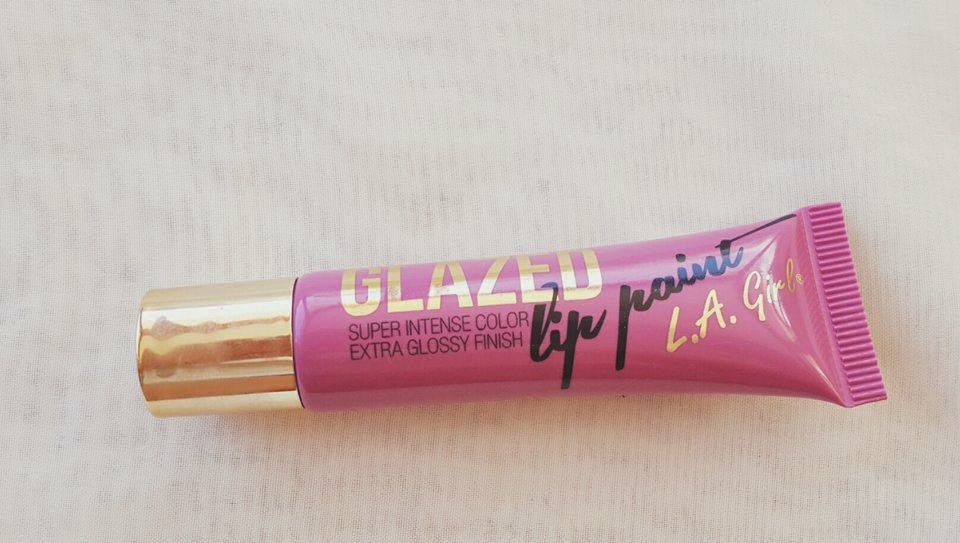 GLAZED
lip paint
SUPER INTENSE COLOR
EXTRA GLOSSY FINISH
L.A. Girl®